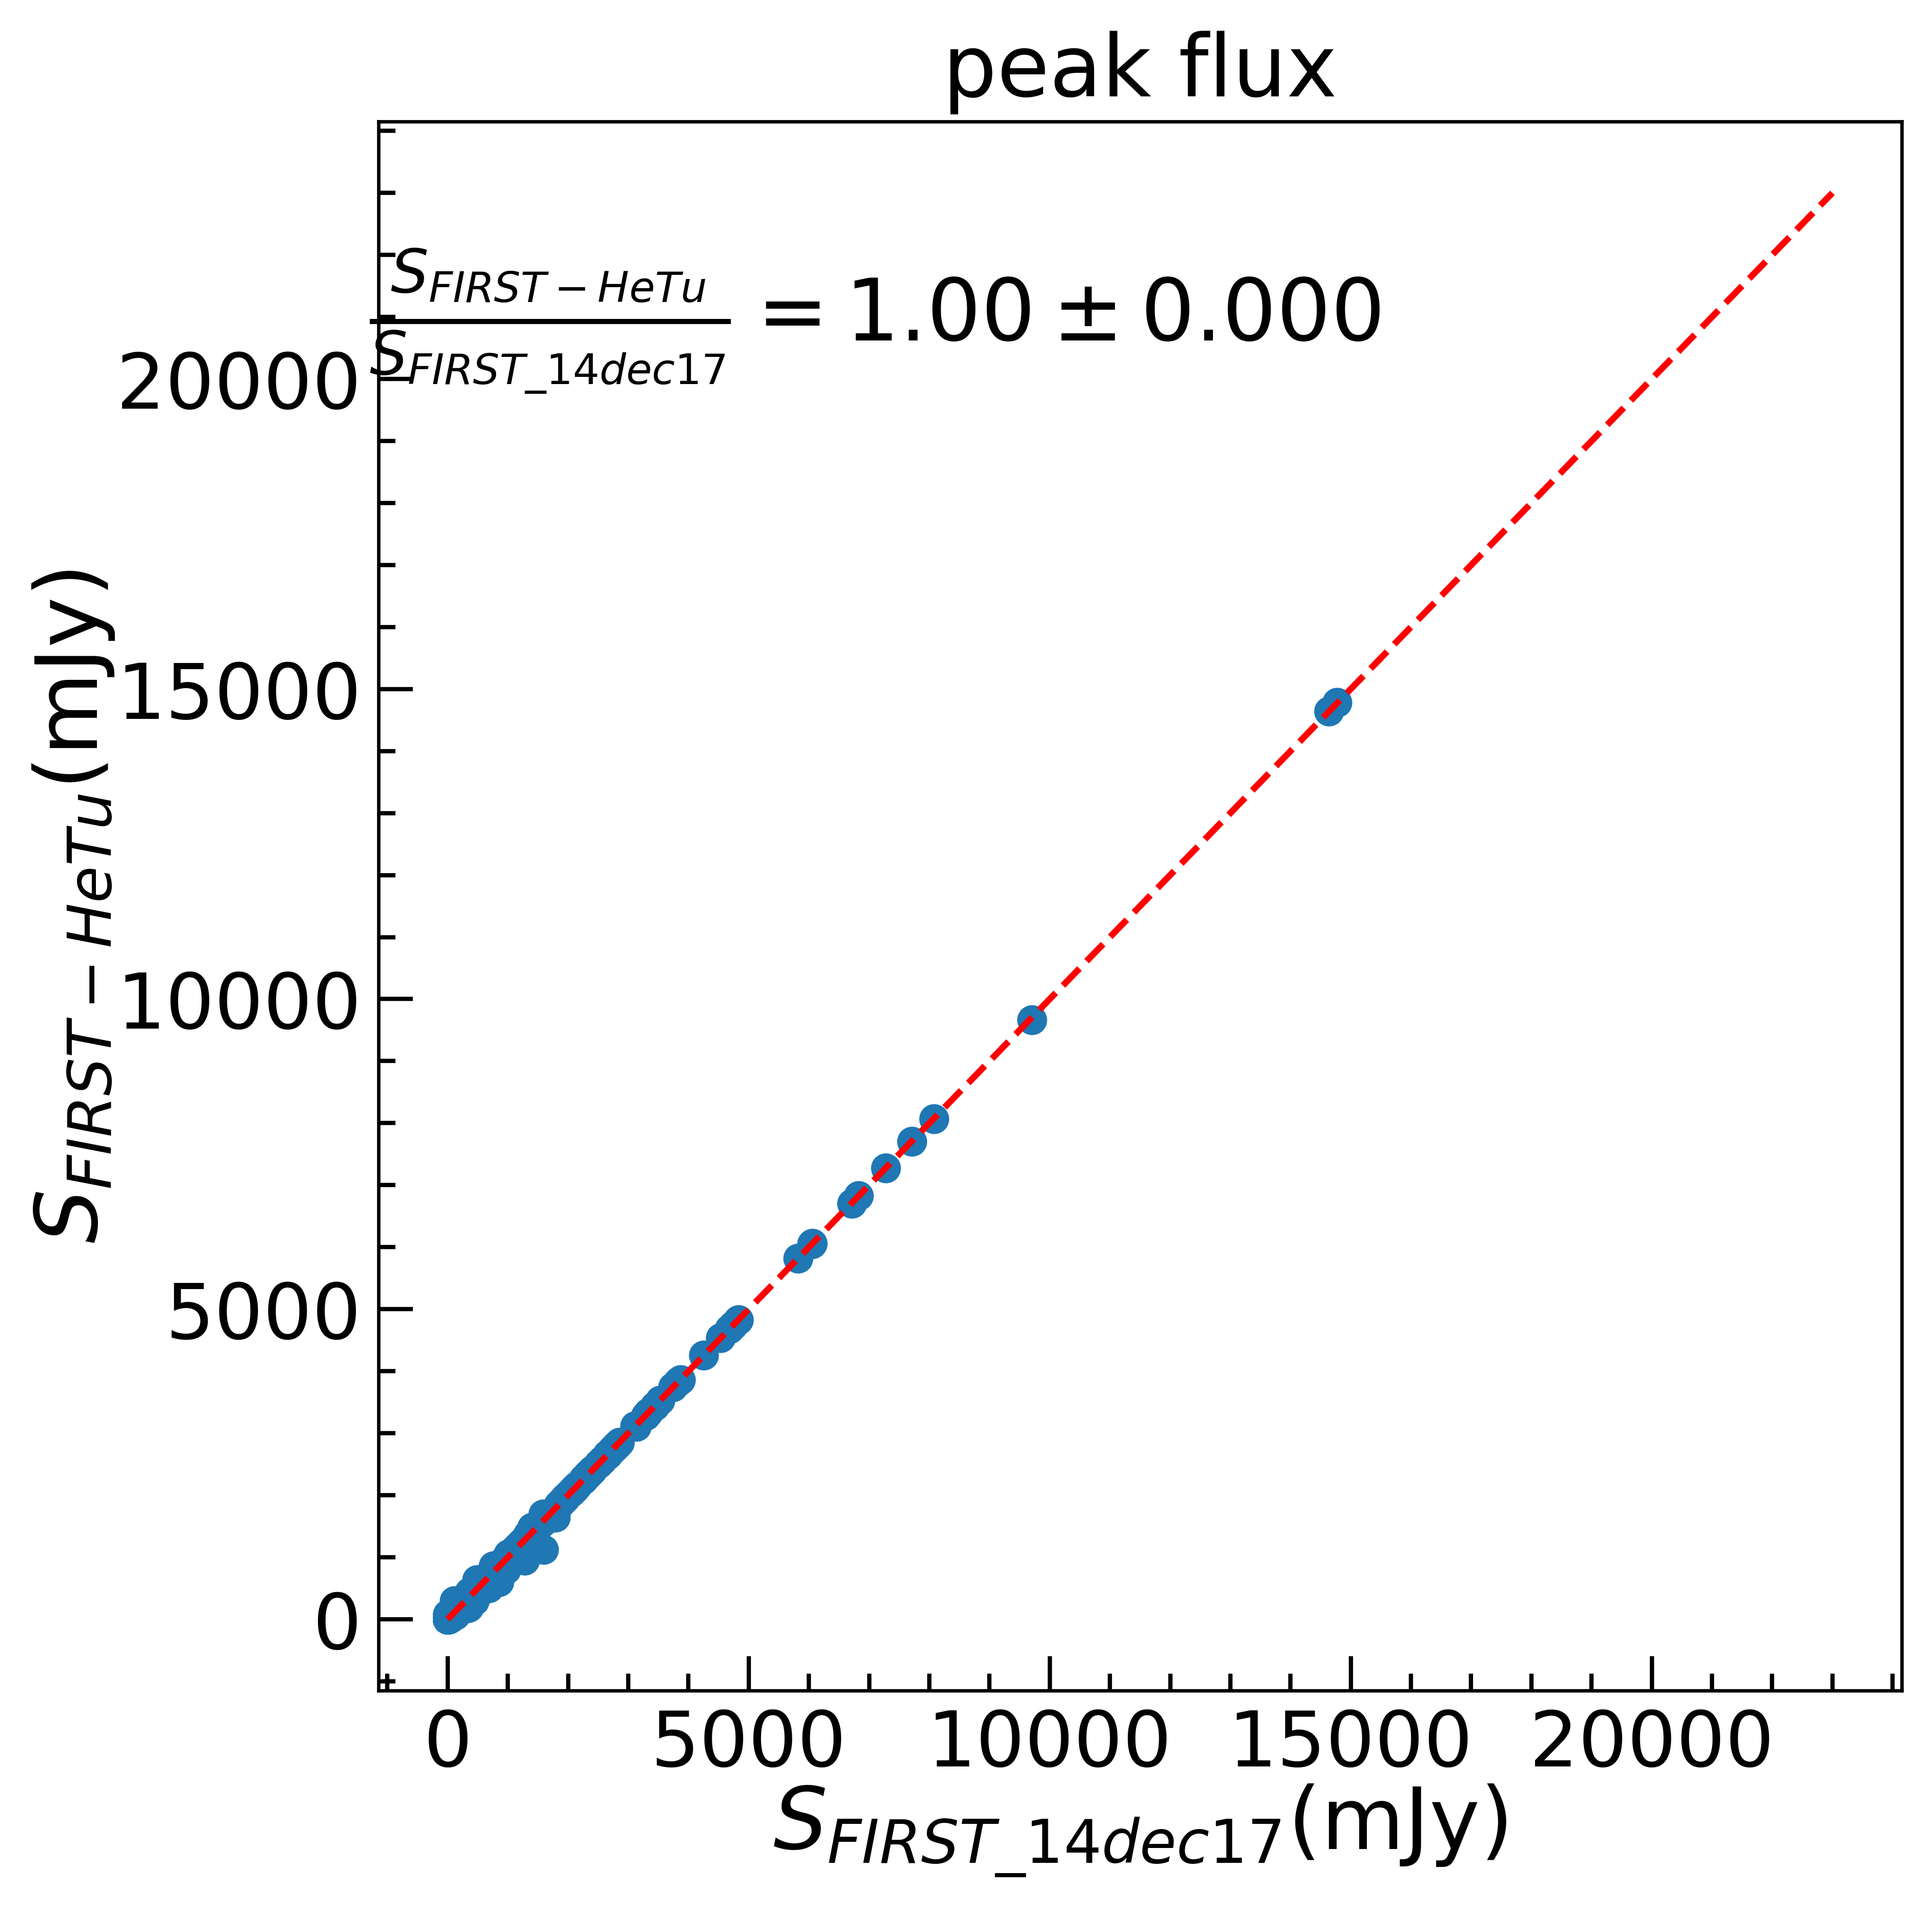 peak flux
S_{FIRST-HeTu}
S_{FIRST_14dec17}
= 1.00 ± 0.000
20000
15000
10000
5000
0
S_{FIRST-HeTu}(mJy)
0 5000 10000 15000 20000
S_{FIRST_14dec17}(mJy)